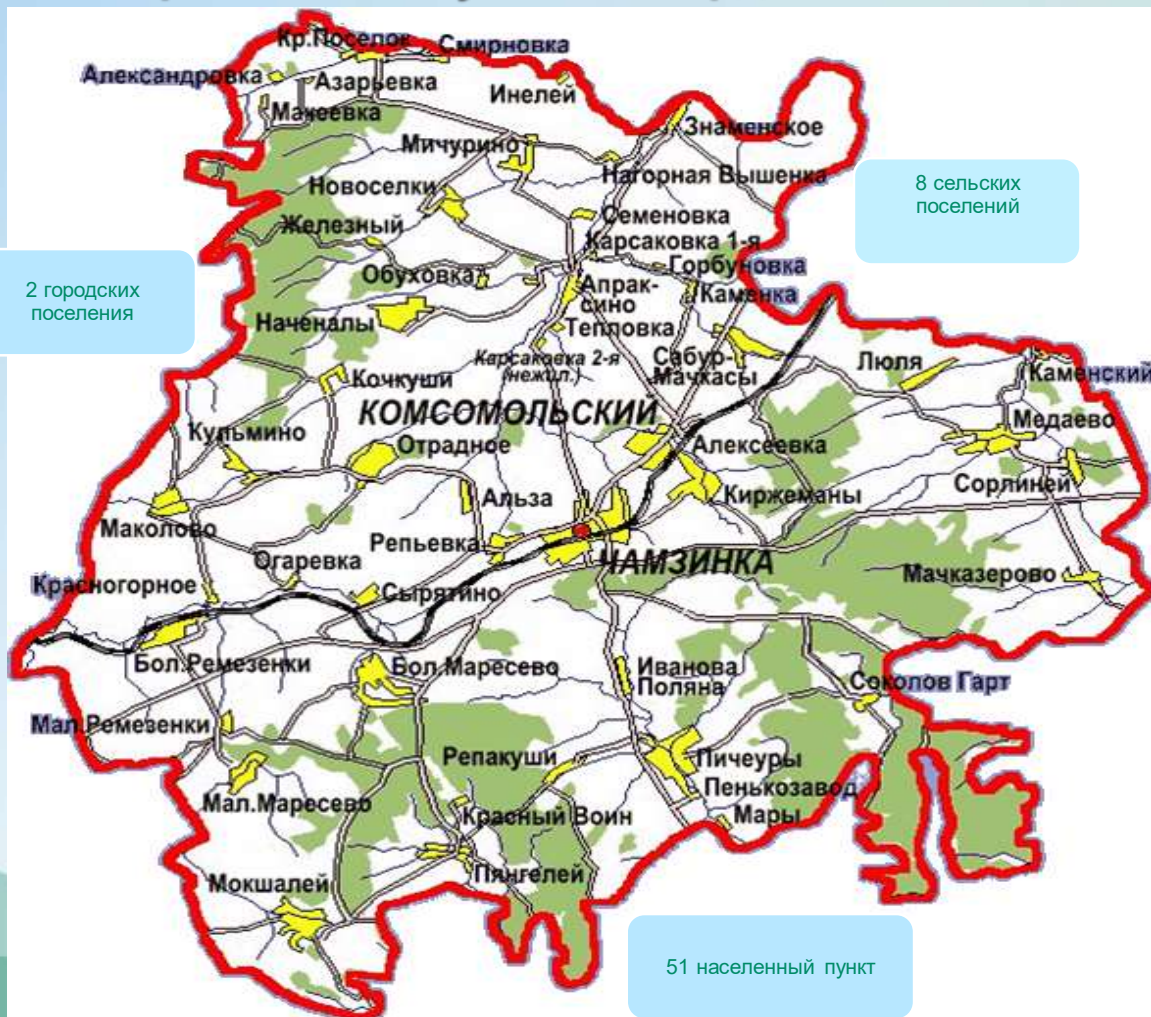 Кр.Поселок
Смирновка
Александровка
Азарьевка
Инелей
Макеевка
Знаменское
Мичурино
Нагорная Вышенка
8 сельских
поселений
Новоселки
Семеновка
Железный
Карсаковка 1-я
Горбуновка
Обуховка
Апрак-
сино
Каменка
2 городских
поселения
Наченалы
Тепловка
Карсаковка 2-я
(нежил.)
Сабур-
Мачкасы
Люля
Каменский
Кочкуши
КОМСОМОЛЬСКИЙ
Медаево
Кульмино
Отрадное
Алексеевка
Альза
Киржеманы
Сорлиней
Маколово
Репьевка
Огаревка
ЧАМЗИНКА
Мачказерово
Красногорное
Сырятино
Бол.Ремезенки
Бол.Маресево
Иванова
Поляна
Соколов Гарт
Мал.Ремезенки
Репакуши
Пичеуры
Пенькозавод
Мал.Маресево
Красный Воин
Мары
Пянгелей
Мокшалей
51 населенный пункт